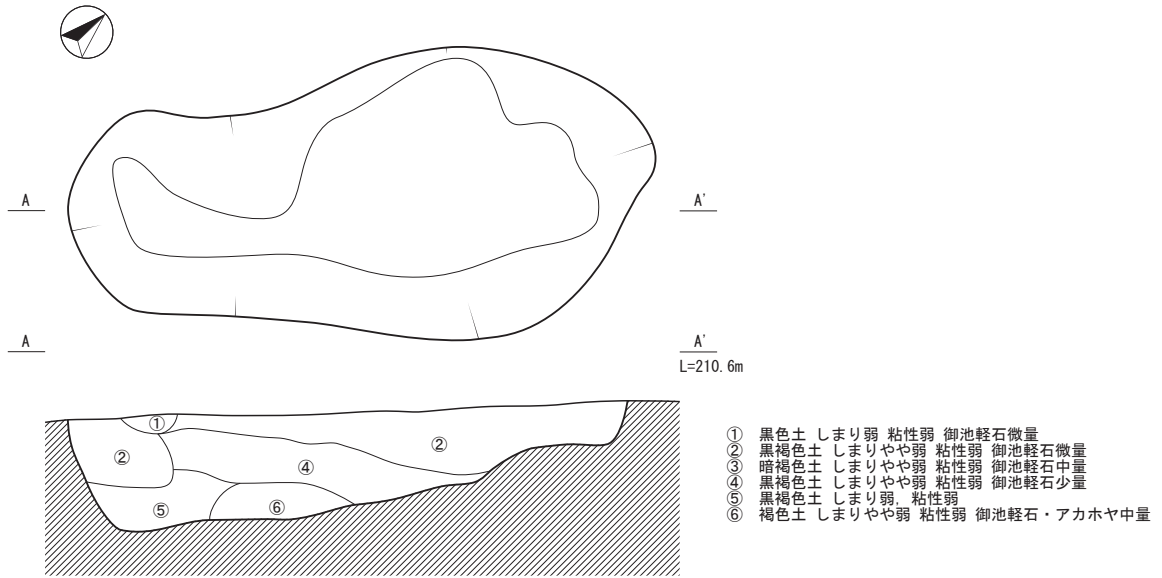 A A'
A A'
L=210.6m
①
②
②
④
⑤
⑥
① 黒色土 しまり弱 粘性弱 御池軽石微量
② 黒褐色土 しまりやや弱 粘性弱 御池軽石微量
③ 暗褐色土 しまりやや弱 粘性弱 御池軽石中量
④ 黒褐色土 しまりやや弱 粘性弱 御池軽石少量
⑤ 黒褐色土 しまり弱, 粘性弱
⑥ 褐色土 しまりやや弱 粘性弱 御池軽石・アカホヤ中量